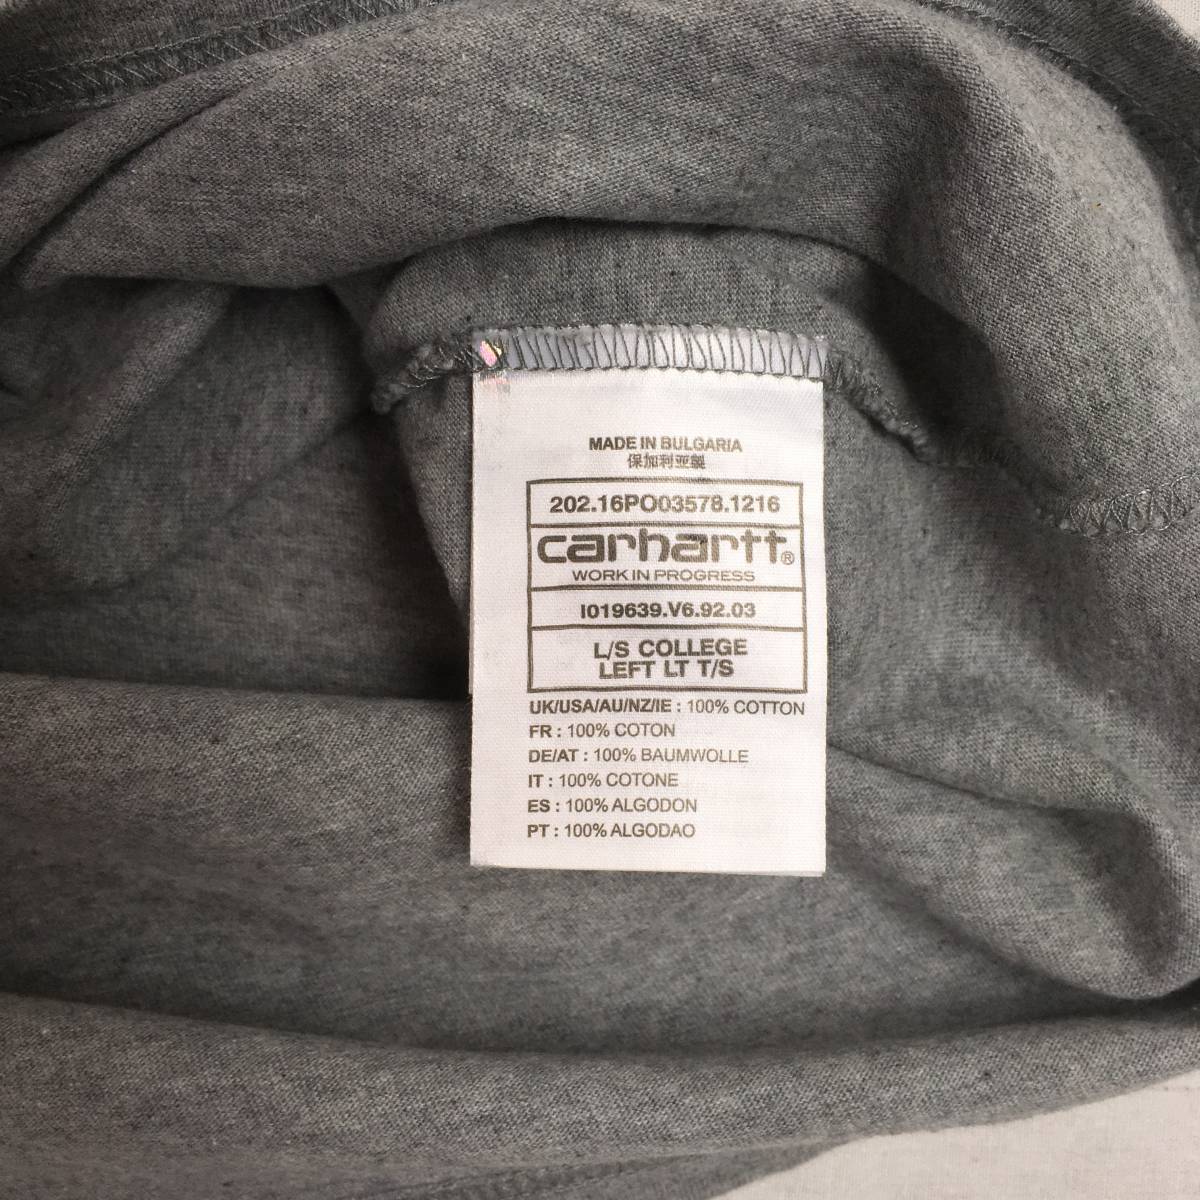 MADE IN BULGARIA
保加利亚製
202.16PO03578.1216
carhartt®
WORK IN PROGRESS
I019639.V6.92.03
L/S COLLEGE
LEFT LT T/S
UK/USA/AU/NZ/IE : 100% COTTON
FR : 100% COTON
DE/AT : 100% BAUMWOLLE
IT : 100% COTONE
ES : 100% ALGODON
PT : 100% ALGODAO